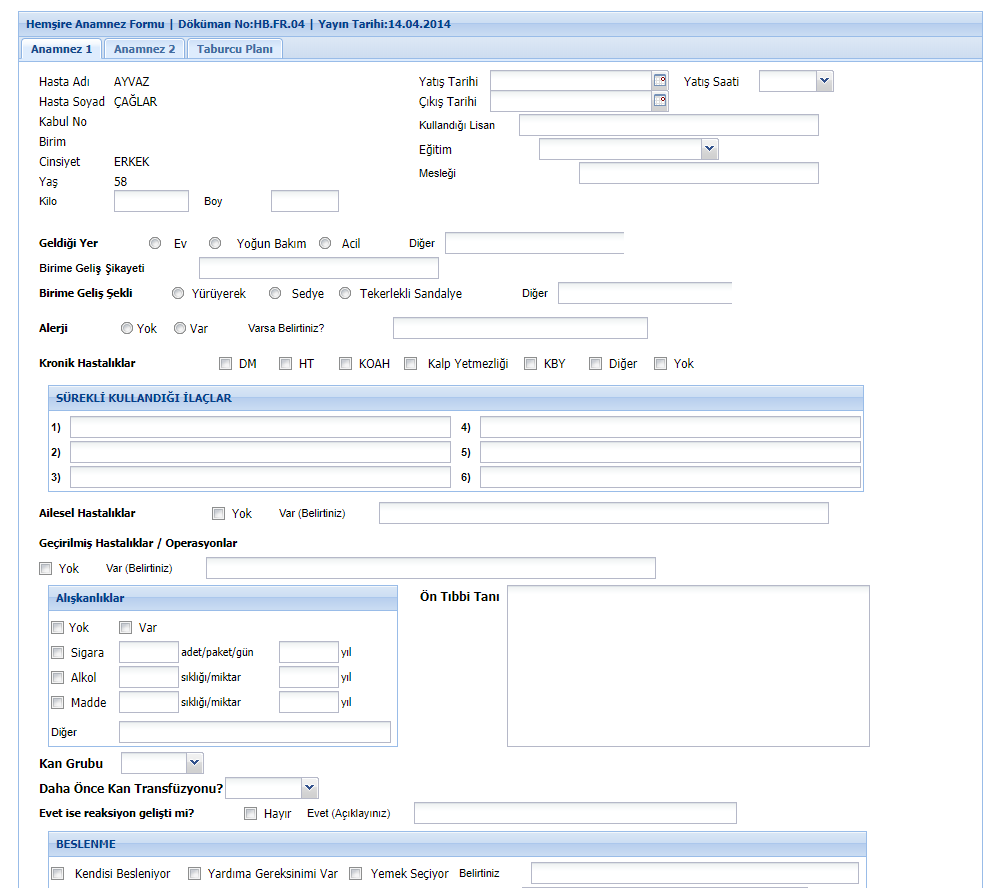 Hemşire Anamnez Formu | Döküman No:HB.FR.04 | Yayın Tarihi:14.04.2014
Anamnez 1 Anamnez 2 Taburcu Planı
Hasta Adı AYVAZ Yatış Tarihi Yatış Saati
Hasta Soyad ÇAĞLAR Çıkış Tarihi
Kabul No Kullandığı Lisan
Birim Eğitim
Cinsiyet ERKEK
Yaş 58 Mesleği
Kilo Boy
Geldiği Yer Ev Yoğun Bakım Acil Diğer
Birime Geliş Şikayeti
Birime Geliş Şekli Yürüyerek Sedye Tekerlekli Sandalye Diğer
Alerji Yok Var Varsa Belirtiniz?
Kronik Hastalıklar DM HT KOAH Kalp Yetmezliği KBY Diğer Yok
SÜREKLİ KULLANDIĞI İLAÇLAR
1) 4)
2) 5)
3) 6)
Ailesel Hastalıklar Yok Var (Belirtiniz)
Geçirilmiş Hastalıklar / Operasyonlar
Yok Var (Belirtiniz)
Alışkanlıklar Ön Tıbbi Tanı
Yok Var
Sigara adet/paket/gün yıl
Alkol sıklığı/miktar yıl
Madde sıklığı/miktar yıl
Diğer
Kan Grubu
Daha Önce Kan Transfüzyonu?
Evet ise reaksiyon gelişti mi? Hayır Evet (Açıklayınız)
BESLENME
Kendisi Besleniyor Yardıma Gereksinimi Var Yemek Seçiyor Belirtiniz